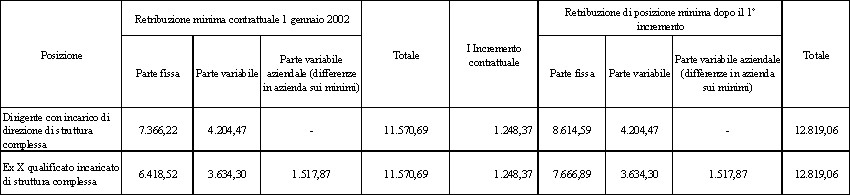 Posizione
Retribuzione minima contrattuale 1 gennaio 2002
Parte fissa
Parte variabile
Parte variabile
aziendale (differenze
in azienda sui minimi)
Totale
I Incremento
contrattuale
Retribuzione di posizione minima dopo il 1°
incremento
Parte fissa
Parte variabile
Parte variabile aziendale
(differenze in azienda sui
minimi)
Totale
Dirigente con incarico di
direzione di struttura
complessa
7.366,22
4.204,47
-
11.570,69
1.248,37
8.614,59
4.204,47
-
12.819,06
Ex X qualificato incaricato
di struttura complessa
6.418,52
3.634,30
1.517,87
11.570,69
1.248,37
7.666,89
3.634,30
1.517,87
12.819,06